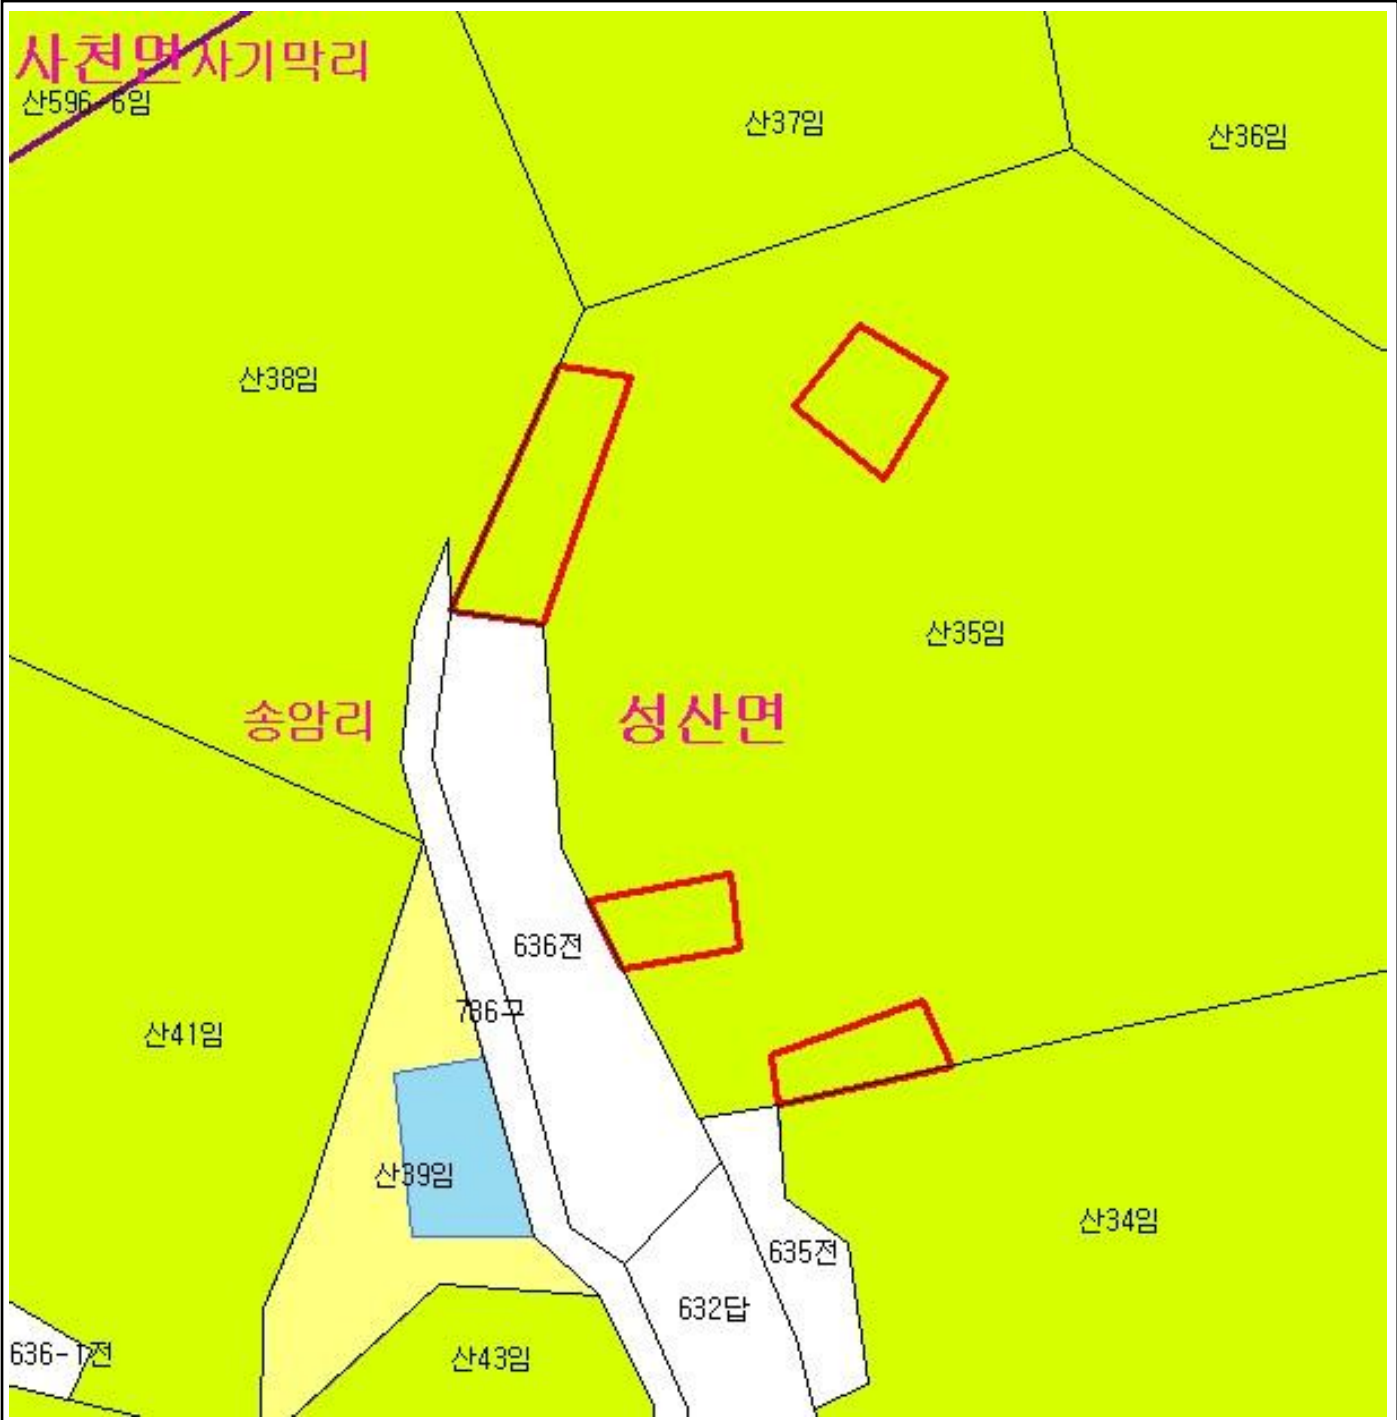 사천면 사기막리
산596-6임
산37임
산36임
산38임
산35임
송암리
성산면
636전
786구
산41임
산39임
산34임
635전
632답
636-1전
산43임